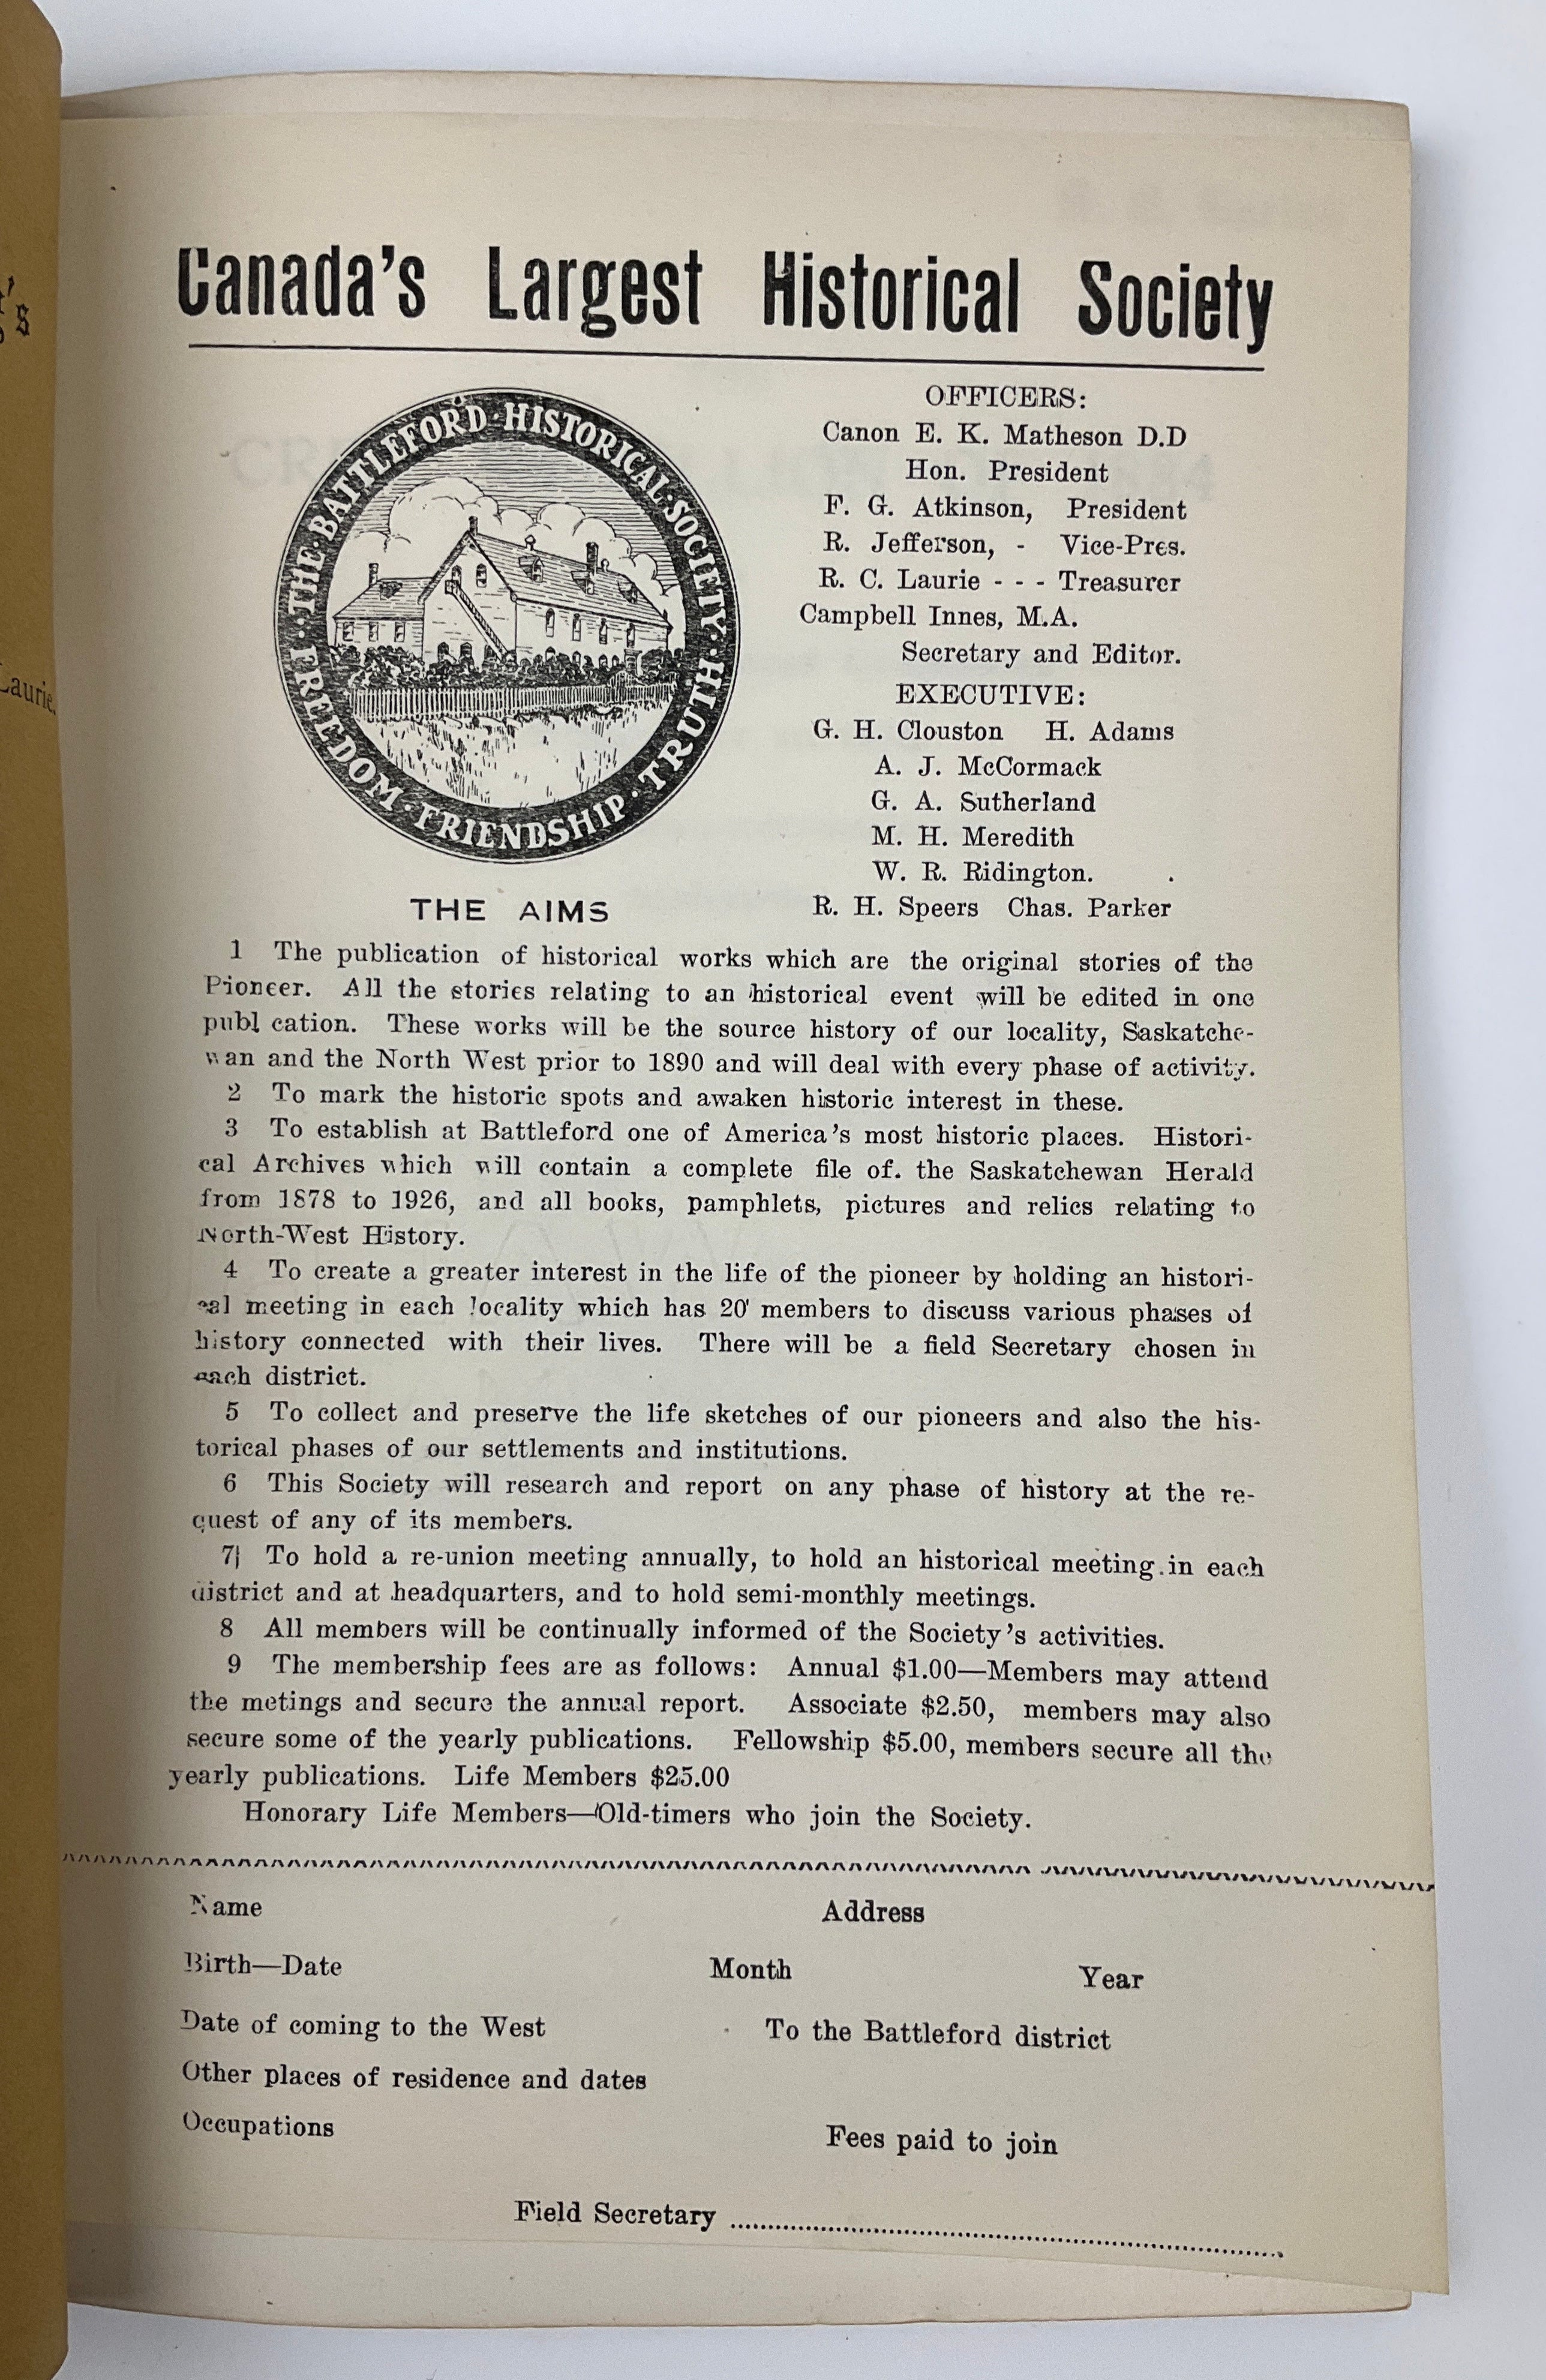 Canada's Largest Historical Society
THE · BATTLEFORD · HISTORICAL · SOCIETY · TRUTH · FRIENDSHIP · FREEDOM
OFFICERS:
Canon E. K. Matheson D.D
Hon. President
F. G. Atkinson, President
R. Jefferson, - Vice-Pres.
R. C. Laurie - - - Treasurer
Campbell Innes, M.A.
Secretary and Editor.
EXECUTIVE:
G. H. Clouston H. Adams
A. J. McCormack
G. A. Sutherland
M. H. Meredith
W. R. Ridington.
R. H. Speers Chas. Parker
THE AIMS
1 The publication of historical works which are the original stories of the
Pioneer. All the stories relating to an historical event will be edited in one
publ cation. These works will be the source history of our locality, Saskatche-
wan and the North West prior to 1890 and will deal with every phase of activity.
2 To mark the historic spots and awaken historic interest in these.
3 To establish at Battleford one of America's most historic places. Histori-
cal Archives which will contain a complete file of. the Saskatchewan Herald
from 1878 to 1926, and all books, pamphlets, pictures and relics relating to
North-West History.
4 To create a greater interest in the life of the pioneer by holding an histori-
cal meeting in each locality which has 20 members to discuss various phases of
history connected with their lives. There will be a field Secretary chosen in
each district.
5 To collect and preserve the life sketches of our pioneers and also the his-
torical phases of our settlements and institutions.
6 This Society will research and report on any phase of history at the re-
quest of any of its members.
7 To hold a re-union meeting annually, to hold an historical meeting in each
district and at headquarters, and to hold semi-monthly meetings.
8 All members will be continually informed of the Society's activities.
9 The membership fees are as follows: Annual $1.00—Members may attend
the metings and secure the annual report. Associate $2.50, members may also
secure some of the yearly publications. Fellowship $5.00, members secure all the
yearly publications. Life Members $25.00
Honorary Life Members—Old-timers who join the Society.
Name Address
Birth—Date Month Year
Date of coming to the West To the Battleford district
Other places of residence and dates
Occupations Fees paid to join
Field Secretary
's
Laurie.